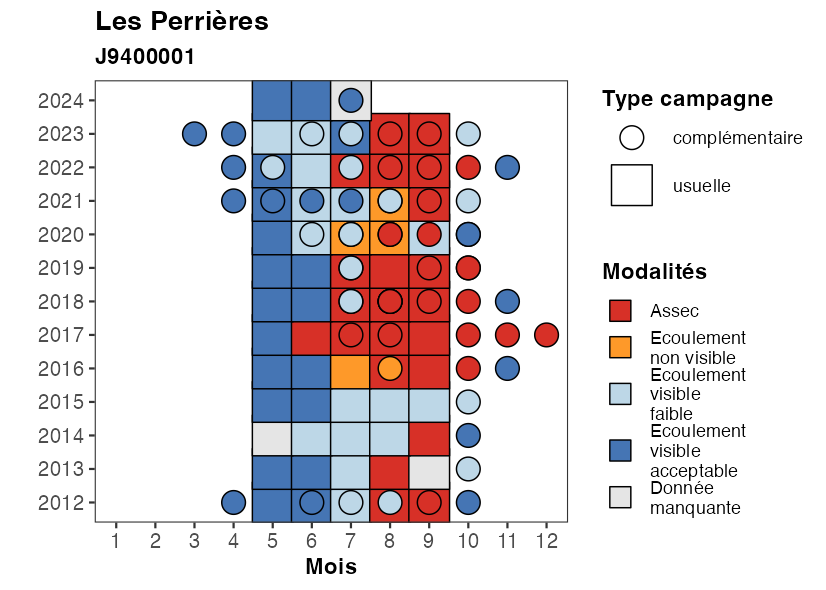 Les Perrières
J9400001
2024
2023
2022
2021
2020
2019
2018
2017
2016
2015
2014
2013
2012
1 2 3 4 5 6 7 8 9 10 11 12
Mois
Type campagne
complémentaire
usuelle
Modalités
Assec
Ecoulement
non visible
Ecoulement
visible
faible
Ecoulement
visible
acceptable
Donnée
manquante